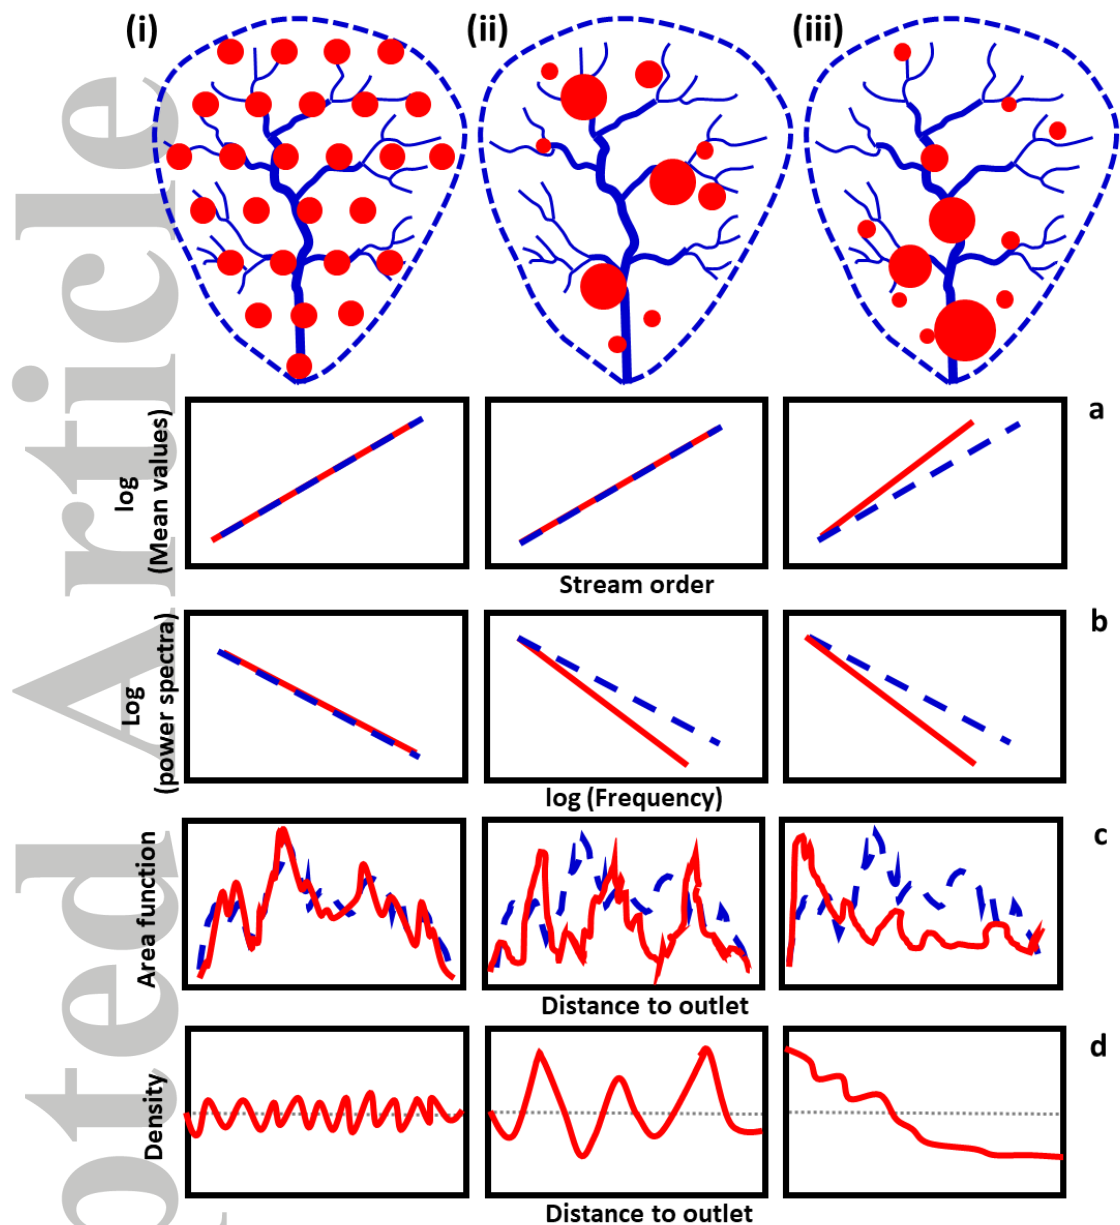 (i)
(ii)
(iii)
a
log
(Mean values)
Stream order
b
Log
(power spectra)
log (Frequency)
c
Area function
Distance to outlet
d
Density
Distance to outlet
oted Article